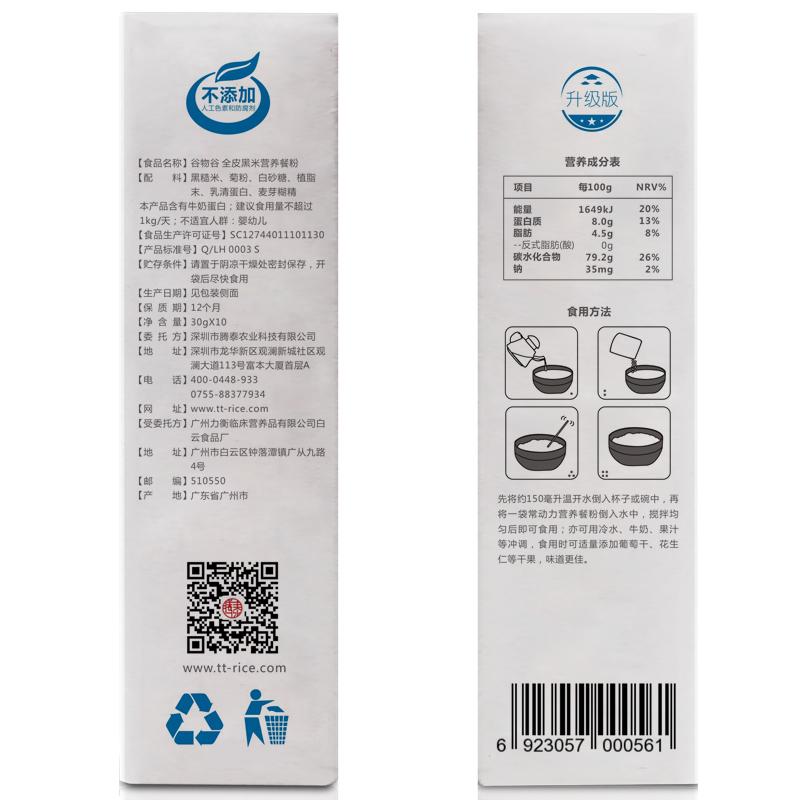 不添加
人工色素和防腐剂
【食品名称】谷物谷 全皮黑米营养餐粉
【配 料】黑糙米、菊粉、白砂糖、植脂
末、乳清蛋白、麦芽糊精
本产品含有牛奶蛋白；建议食用量不超过
1kg/天；不适宜人群：婴幼儿
【食品生产许可证号】SC12744011101130
【产品标准号】Q/LH 0003 S
【贮存条件】请置于阴凉干燥处密封保存，开
袋后尽快食用
【生产日期】见包装侧面
【保 质 期】12个月
【净 含 量】30gX10
【委 托 方】深圳市腾泰农业科技有限公司
【地 址】深圳市龙华新区观澜新城社区观
澜大道113号富本大厦首层A
【电 话】400-0448-933
0755-88377934
【网 址】www.tt-rice.com
【受委托方】广州力衡临床营养品有限公司白
云食品厂
【地 址】广州市白云区钟落潭镇广从九路
4号
【邮 编】510550
【产 地】广东省广州市
www.tt-rice.com
升级版
营养成分表
项目 每100g NRV%
能量 1649kJ 20%
蛋白质 8.0g 13%
脂肪 4.5g 8%
--反式脂肪(酸) 0g
碳水化合物 79.2g 26%
钠 35mg 2%
食用方法
先将约150毫升温开水倒入杯子或碗中，再
将一袋常动力营养餐粉倒入水中，搅拌均
匀后即可食用；亦可用冷水、牛奶、果汁
等冲调，食用时可适量添加葡萄干、花生
仁等干果，味道更佳。
6 923057 000561